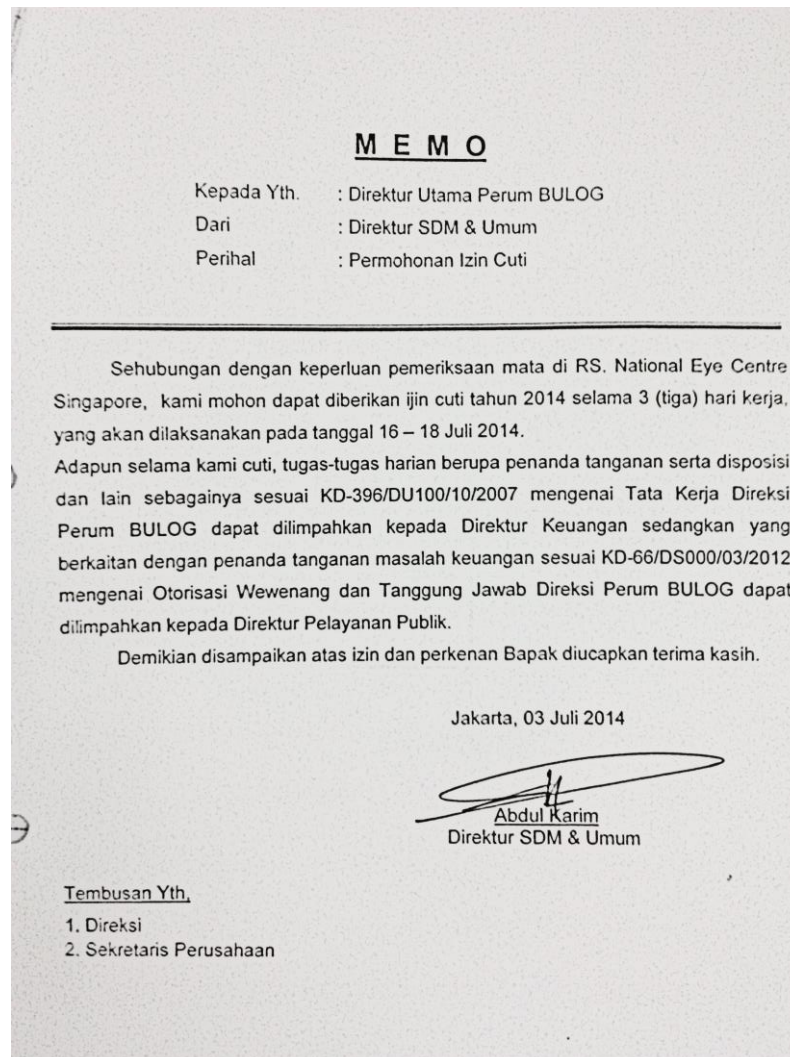 M E M O
Kepada Yth. : Direktur Utama Perum BULOG
Dari : Direktur SDM & Umum
Perihal : Permohonan Izin Cuti
Sehubungan dengan keperluan pemeriksaan mata di RS. National Eye Centre
Singapore, kami mohon dapat diberikan ijin cuti tahun 2014 selama 3 (tiga) hari kerja,
yang akan dilaksanakan pada tanggal 16 – 18 Juli 2014.
Adapun selama kami cuti, tugas-tugas harian berupa penanda tanganan serta disposisi
dan lain sebagainya sesuai KD-396/DU100/10/2007 mengenai Tata Kerja Direksi
Perum BULOG dapat dilimpahkan kepada Direktur Keuangan sedangkan yang
berkaitan dengan penanda tanganan masalah keuangan sesuai KD-66/DS000/03/2012
mengenai Otorisasi Wewenang dan Tanggung Jawab Direksi Perum BULOG dapat
dilimpahkan kepada Direktur Pelayanan Publik.
Demikian disampaikan atas izin dan perkenan Bapak diucapkan terima kasih.
Jakarta, 03 Juli 2014
Abdul Karim
Direktur SDM & Umum
Tembusan Yth,
1. Direksi
2. Sekretaris Perusahaan